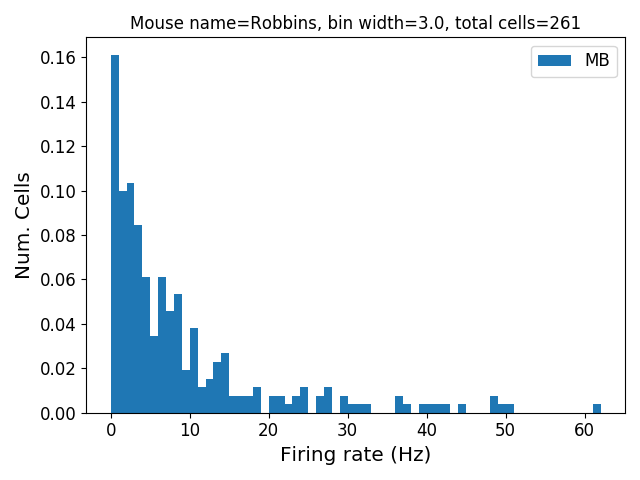 Mouse name=Robbins, bin width=3.0, total cells=261
MB
Num. Cells
0.16
0.14
0.12
0.10
0.08
0.06
0.04
0.02
0.00
0 10 20 30 40 50 60
Firing rate (Hz)